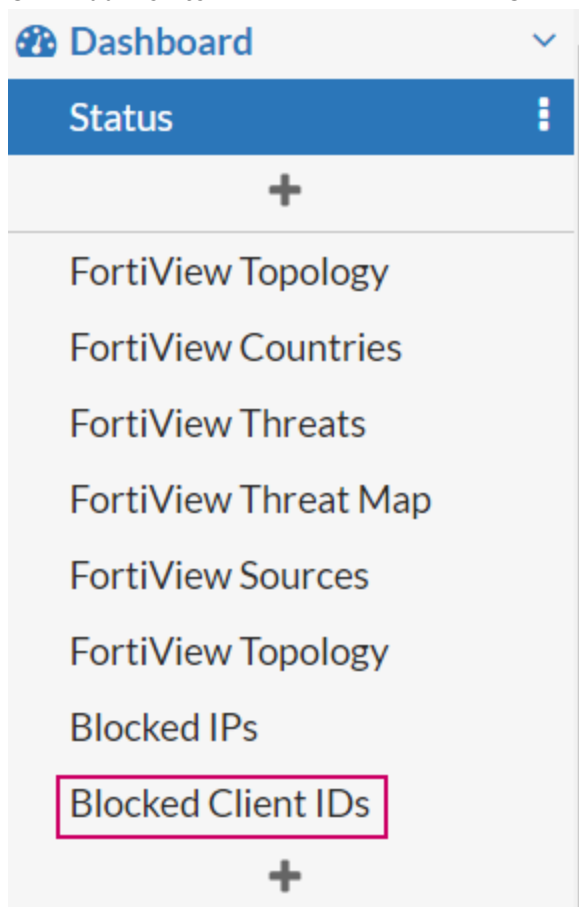 Dashboard
Status
FortiView Topology
FortiView Countries
FortiView Threats
FortiView Threat Map
FortiView Sources
FortiView Topology
Blocked IPs
Blocked Client IDs